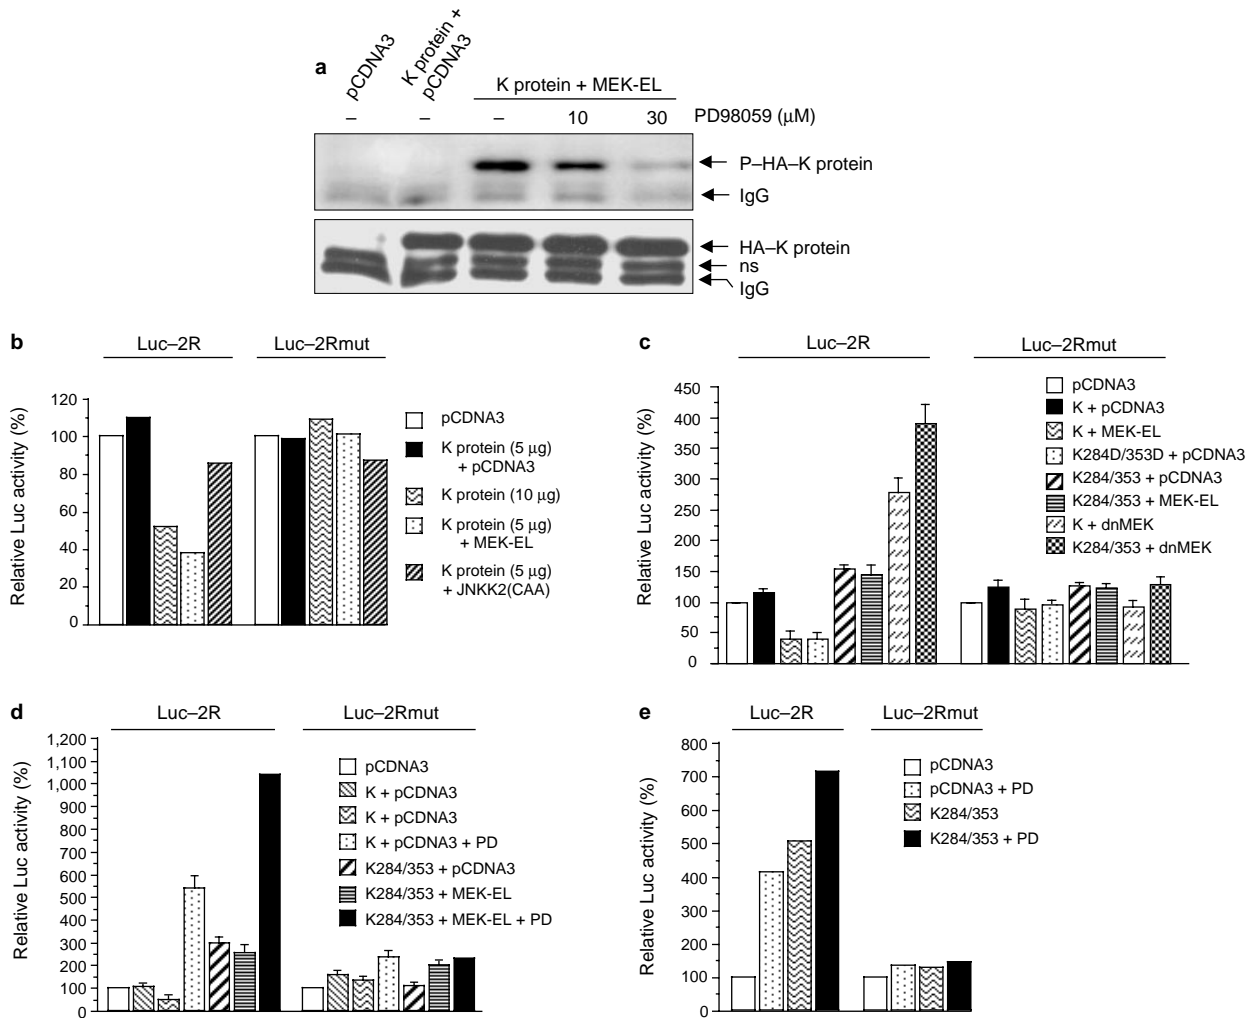 a
pCDNA3
K protein +
pCDNA3
K protein + MEK-EL
– – – 10 30 PD98059 (µM)
P–HA–K protein
IgG
HA–K protein
ns
IgG
b
Luc–2R Luc–2Rmut
Relative Luc activity (%)
120
100
80
60
40
20
0
pCDNA3
K protein (5 µg)
+ pCDNA3
K protein (10 µg)
K protein (5 µg)
+ MEK-EL
K protein (5 µg)
+ JNKK2(CAA)
c
Luc–2R Luc–2Rmut
Relative Luc activity (%)
450
400
350
300
250
200
150
100
50
0
pCDNA3
K + pCDNA3
K + MEK-EL
K284D/353D + pCDNA3
K284/353 + pCDNA3
K284/353 + MEK-EL
K + dnMEK
K284/353 + dnMEK
d
Luc–2R Luc–2Rmut
Relative Luc activity (%)
1,200
1,100
1,000
900
800
700
600
500
400
300
200
100
0
pCDNA3
K + pCDNA3
K + pCDNA3
K + pCDNA3 + PD
K284/353 + pCDNA3
K284/353 + MEK-EL
K284/353 + MEK-EL + PD
e
Luc–2R Luc–2Rmut
Relative Luc activity (%)
800
700
600
500
400
300
200
100
0
pCDNA3
pCDNA3 + PD
K284/353
K284/353 + PD